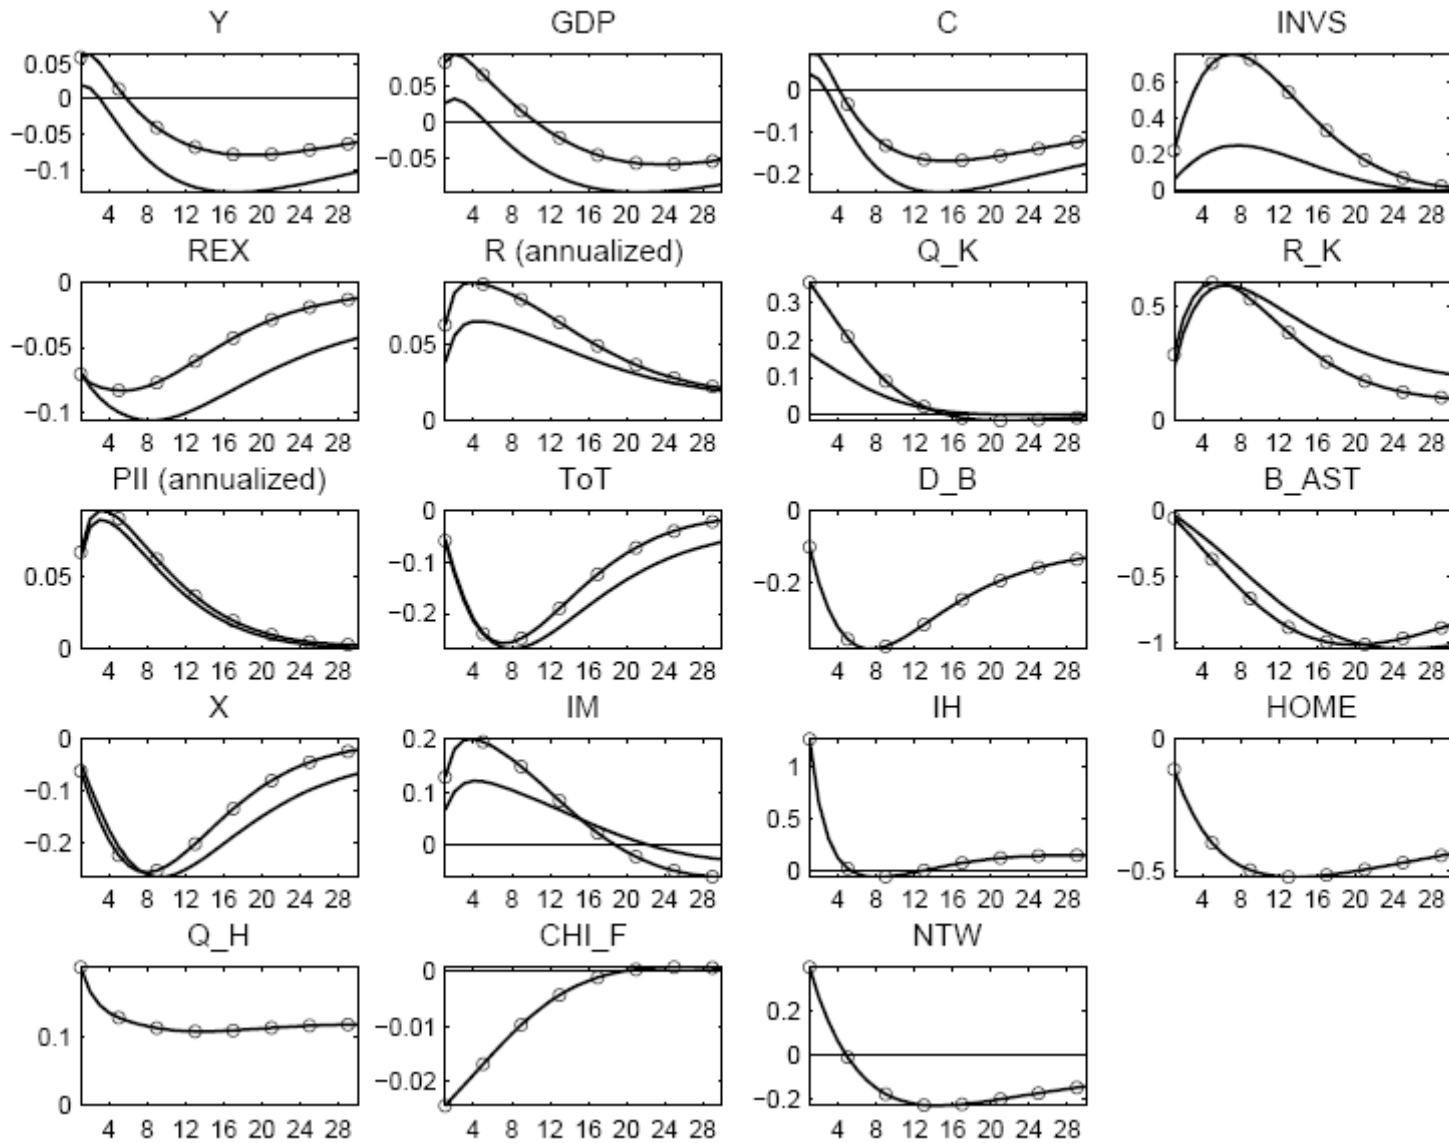 Y GDP C INVS
0.05 0 −0.05 −0.1
0.05 0 −0.05
0 −0.1 −0.2
0.6 0.4 0.2 0
4 8 12 16 20 24 28 4 8 12 16 20 24 28 4 8 12 16 20 24 28 4 8 12 16 20 24 28
REX R (annualized) Q_K R_K
0 −0.05 −0.1
0.05 0
0.3 0.2 0.1 0
0.5 0
4 8 12 16 20 24 28 4 8 12 16 20 24 28 4 8 12 16 20 24 28 4 8 12 16 20 24 28
PII (annualized) ToT D_B B_AST
0.05 0
0 −0.1 −0.2
0 −0.2
0 −0.5 −1
4 8 12 16 20 24 28 4 8 12 16 20 24 28 4 8 12 16 20 24 28 4 8 12 16 20 24 28
X IM IH HOME
0 −0.1 −0.2
0.2 0.1 0
1 0
0 −0.5
4 8 12 16 20 24 28 4 8 12 16 20 24 28 4 8 12 16 20 24 28 4 8 12 16 20 24 28
Q_H CHI_F NTW
0.1 0
0 −0.01 −0.02
0.2 0 −0.2
4 8 12 16 20 24 28 4 8 12 16 20 24 28 4 8 12 16 20 24 28